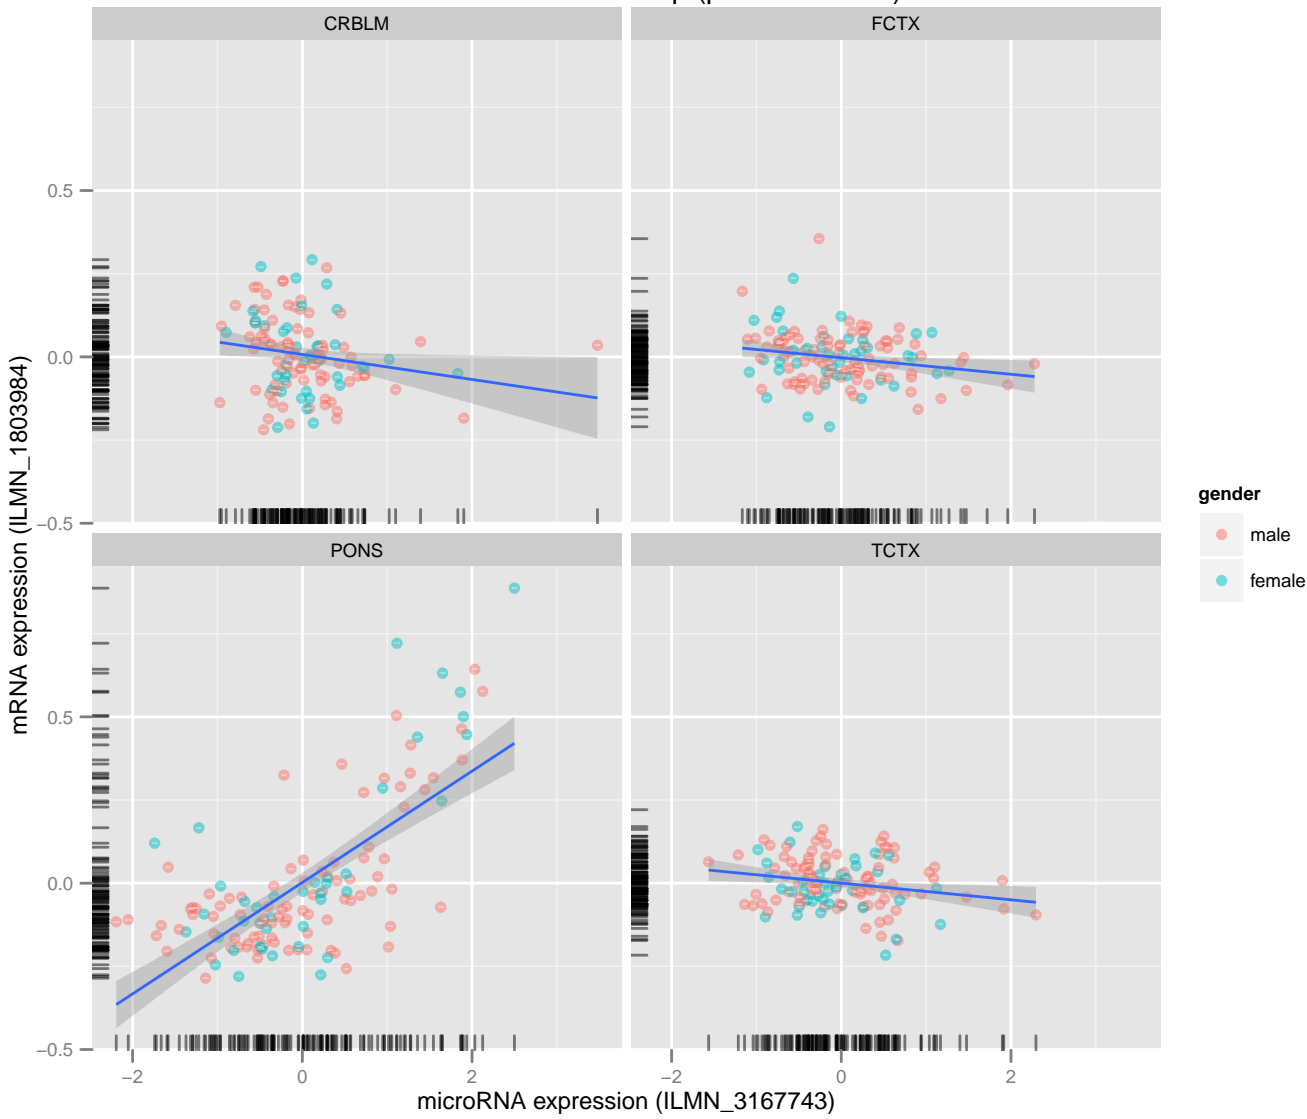 CRBLM
FCTX
0.5
0.0
−0.5
PONS
TCTX
0.5
0.0
−0.5
−2
0
2
−2
0
2
microRNA expression (ILMN_3167743)
mRNA expression (ILMN_1803984)
gender
male
female